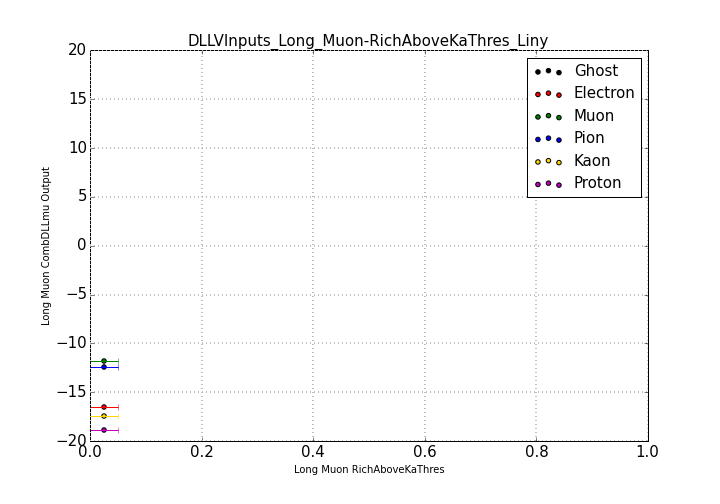 DLLVInputs_Long_Muon-RichAboveKaThres_Liny
20
15
10
5
0
−5
−10
−15
−20
Long Muon CombDLLmu Output
Ghost
Electron
Muon
Pion
Kaon
Proton
0.0 0.2 0.4 0.6 0.8 1.0
Long Muon RichAboveKaThres